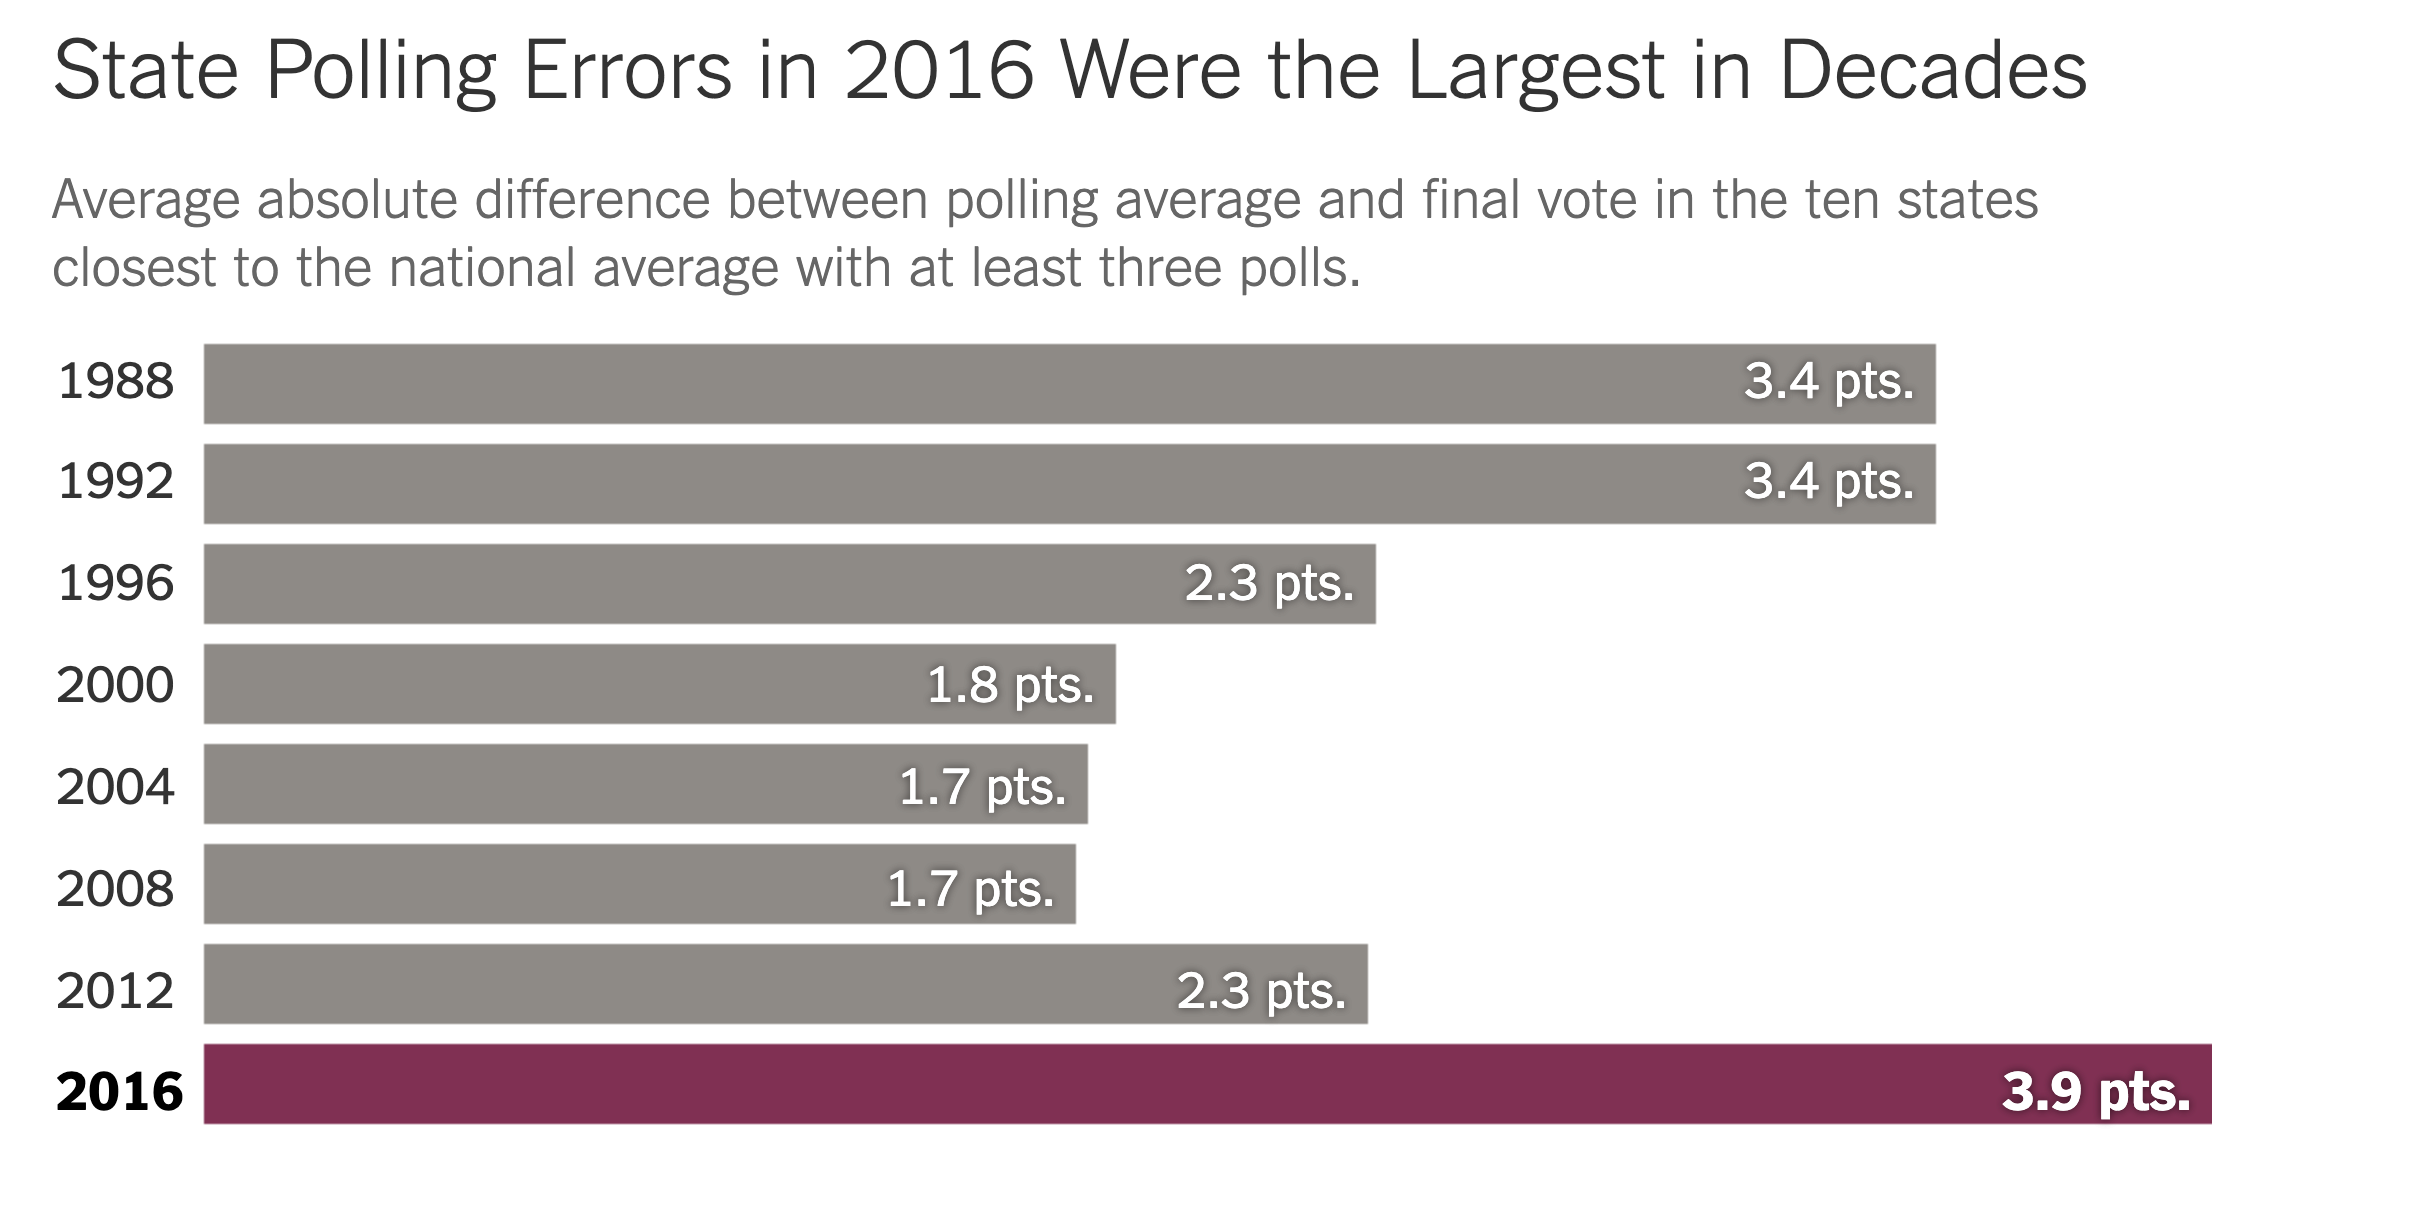 State Polling Errors in 2016 Were the Largest in Decades
Average absolute difference between polling average and final vote in the ten states
closest to the national average with at least three polls.
1988 3.4 pts.
1992 3.4 pts.
1996 2.3 pts.
2000 1.8 pts.
2004 1.7 pts.
2008 1.7 pts.
2012 2.3 pts.
2016 3.9 pts.